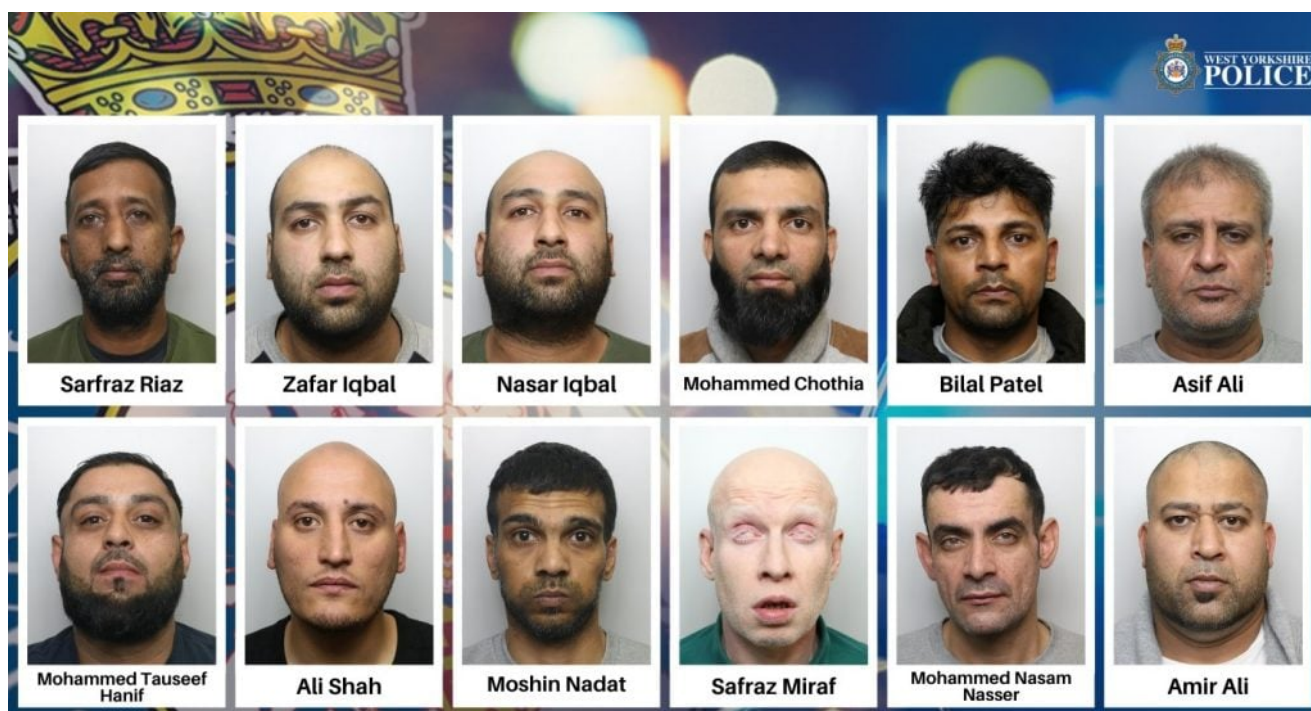 WEST YORKSHIRE
POLICE
Sarfraz Riaz
Zafar Iqbal
Nasar Iqbal
Mohammed Chothia
Bilal Patel
Asif Ali
Mohammed Tauseef
Hanif
Ali Shah
Moshin Nadat
Safraz Miraf
Mohammed Nasam
Nasser
Amir Ali